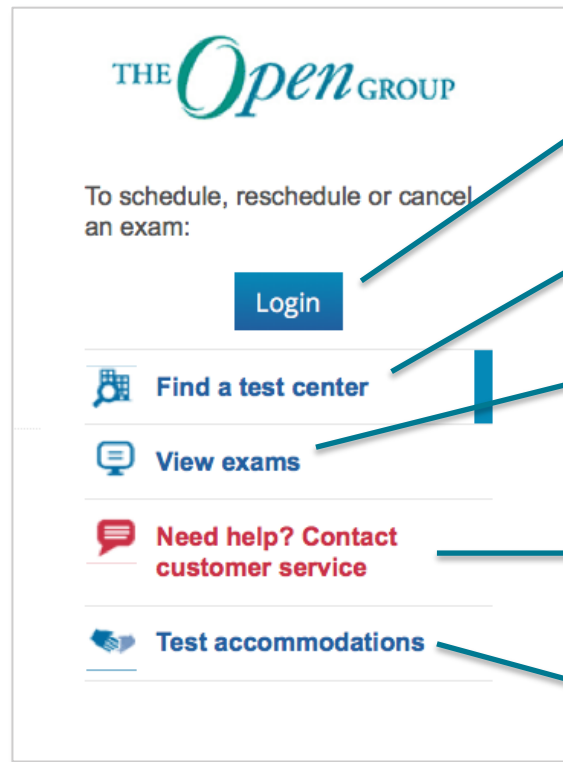 THE Open GROUP
To schedule, reschedule or cancel
an exam:
Login
Find a test center
View exams
Need help? Contact
customer service
Test accommodations